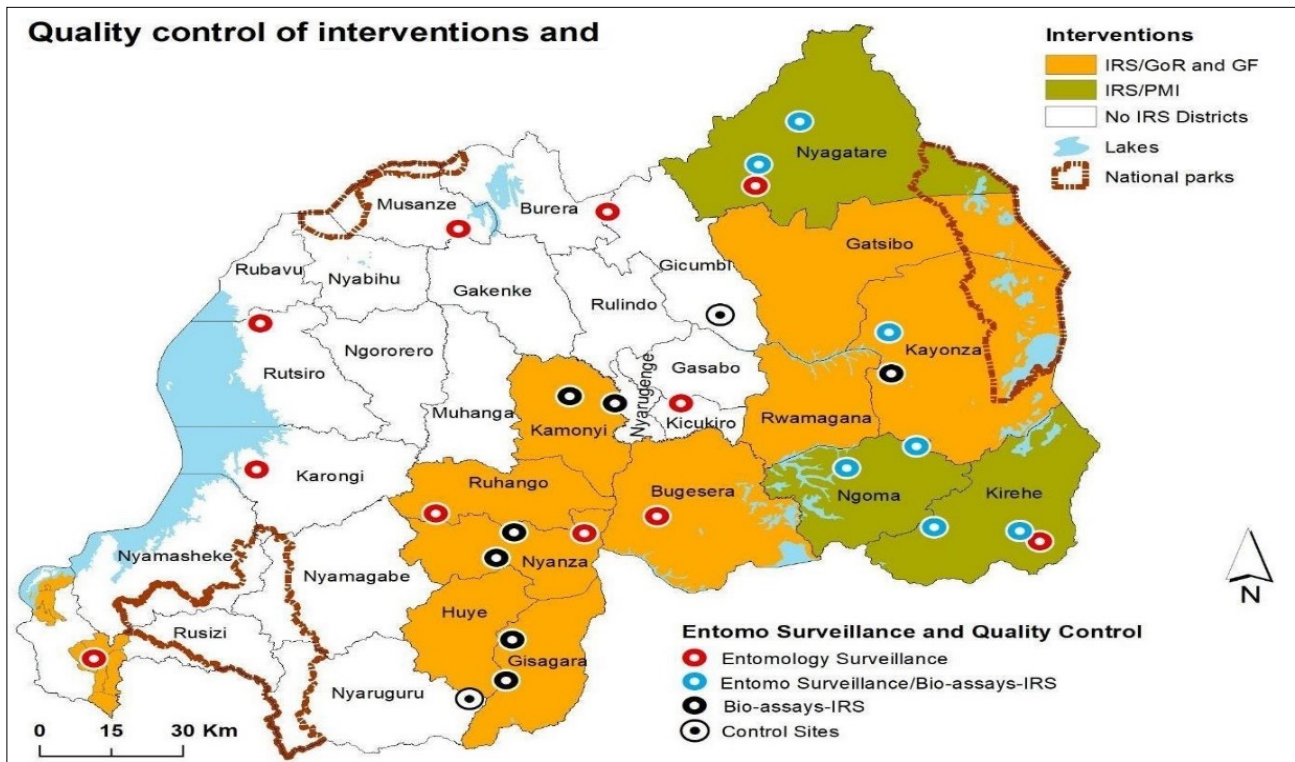 Quality control of interventions and
Interventions
IRS/GoR and GF
IRS/PMI
No IRS Districts
Lakes
National parks
Nyagatare
Musanze
Burera
Gatsibo
Gicumbi
Rubavu
Nyabihu
Gakenke
Rulindo
Kayonza
Ngororero
Gasabo
Rutsiro
Nyarugenge
Rwamagana
Muhanga
Kicukiro
Kamonyi
Karongi
Ruhango
Bugesera
Ngoma
Kirehe
Nyamasheke
Nyamagabe
Nyanza
Huye
Rusizi
Gisagara
Nyaruguru
N
Entomo Surveillance and Quality Control
Entomology Surveillance
Entomo Surveillance/Bio-assays-IRS
Bio-assays-IRS
Control Sites
0 15 30 Km